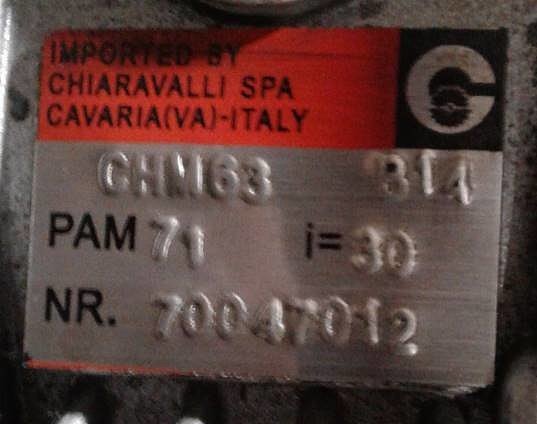 IMPORTED BY
CHIARAVALLI SPA
CAVARIA(VA)-ITALY
CHM63 B14
PAM 71 i= 30
NR. 70047012